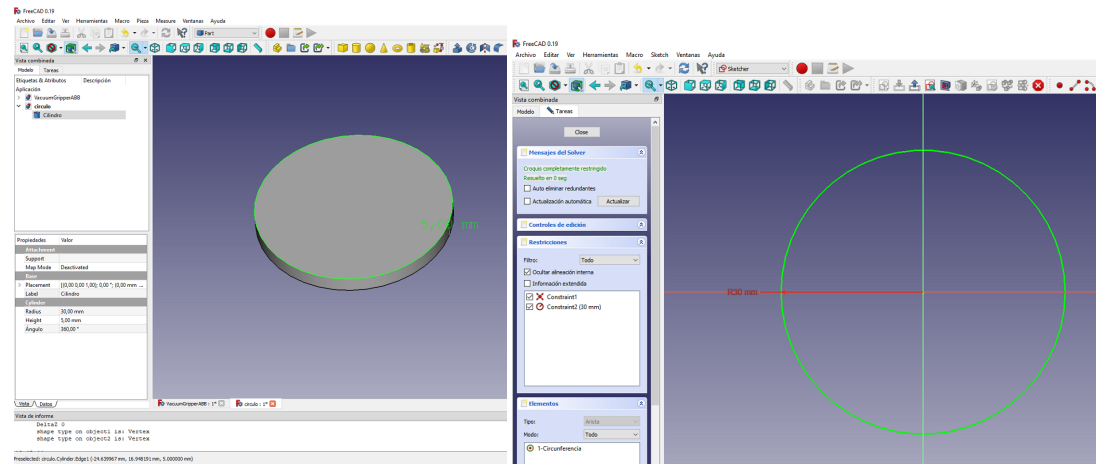 FreeCAD 0.19
Archivo Editar Ver Herramientas Macro Pieza Measure Ventanas Ayuda
Part
Vista combinada
Modelo Tareas
Etiquetas & Atributos Descripción
Aplicación
VacuumGripperABB
circulo
Cilindro
Propiedades Valor
Attachment
Support
Map Mode Deactivated
Base
Placement [(0,00 0,00 1,00); 0,00 °; (0,00 mm ...
Label Cilindro
Cylinder
Radius 30,00 mm
Height 5,00 mm
Ángulo 360,00 °
Vista Datos
VacuumGripperABB : 1* circulo : 1*
Vista de informe
Delta2 0
shape type on object1 is: Vertex
shape type on object2 is: Vertex
Preselected: circulo.Cylinder.Edge1 (-24.639967 mm, 16.948191 mm, 5.000000 mm)
FreeCAD 0.19
Archivo Editar Ver Herramientas Macro Sketch Ventanas Ayuda
Sketcher
Vista combinada
Modelo Tareas
Close
Mensajes del Solver
Croquis completamente restringido
Resuelto en 0 seg
Auto eliminar redundantes
Actualización automática Actualizar
Controles de edición
Restricciones
Filtro: Todo
Ocultar alineación interna
Información extendida
Constraint1
Constraint2 (30 mm)
Elementos
Tipo: Arista
Modo: Todo
1-Circunferencia
R30 mm